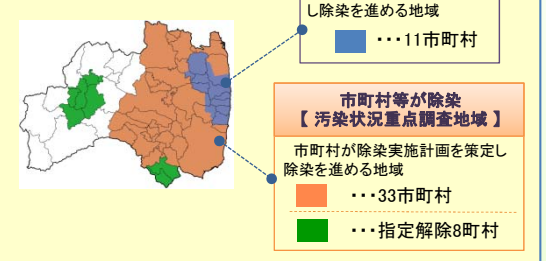 し除染を進める地域
・・・11市町村
市町村等が除染
【 汚染状況重点調査地域 】
市町村が除染実施計画を策定し
除染を進める地域
・・・33市町村
・・・指定解除8町村